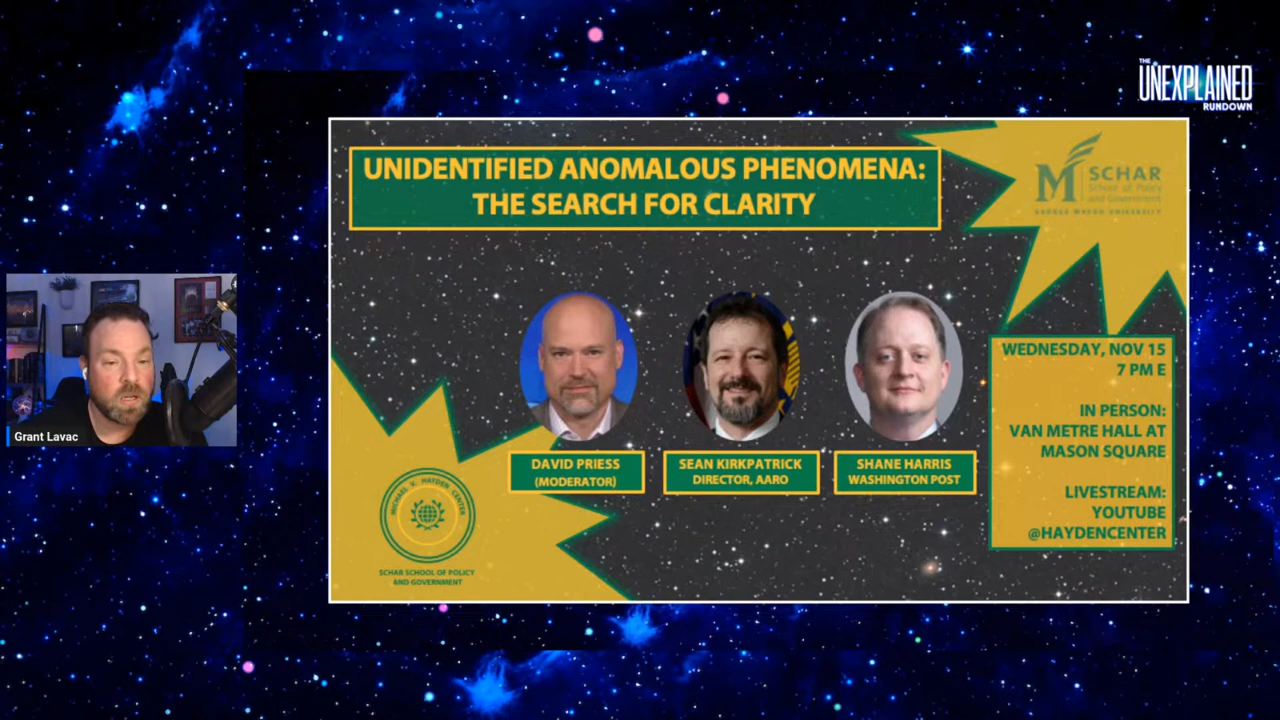 THE
UNEXPLAINED
RUNDOWN
UNIDENTIFIED ANOMALOUS PHENOMENA:
THE SEARCH FOR CLARITY
M SCHAR
School of Policy
and Government
GEORGE MASON UNIVERSITY
Grant Lavac
DAVID PRIESS
(MODERATOR)
SEAN KIRKPATRICK
DIRECTOR, AARO
SHANE HARRIS
WASHINGTON POST
WEDNESDAY, NOV 15
7 PM E
IN PERSON:
VAN METRE HALL AT
MASON SQUARE
LIVESTREAM:
YOUTUBE
@HAYDENCENTER
MICHAEL V. HAYDEN CENTER
SCHAR SCHOOL OF POLICY
AND GOVERNMENT